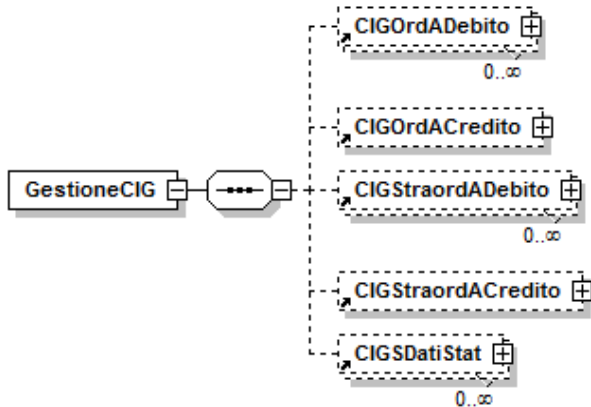 CIGOrdADebito
0..∞
CIGOrdACredito
GestioneCIG
CIGStraordADebito
0..∞
CIGStraordACredito
CIGSDatiStat
0..∞